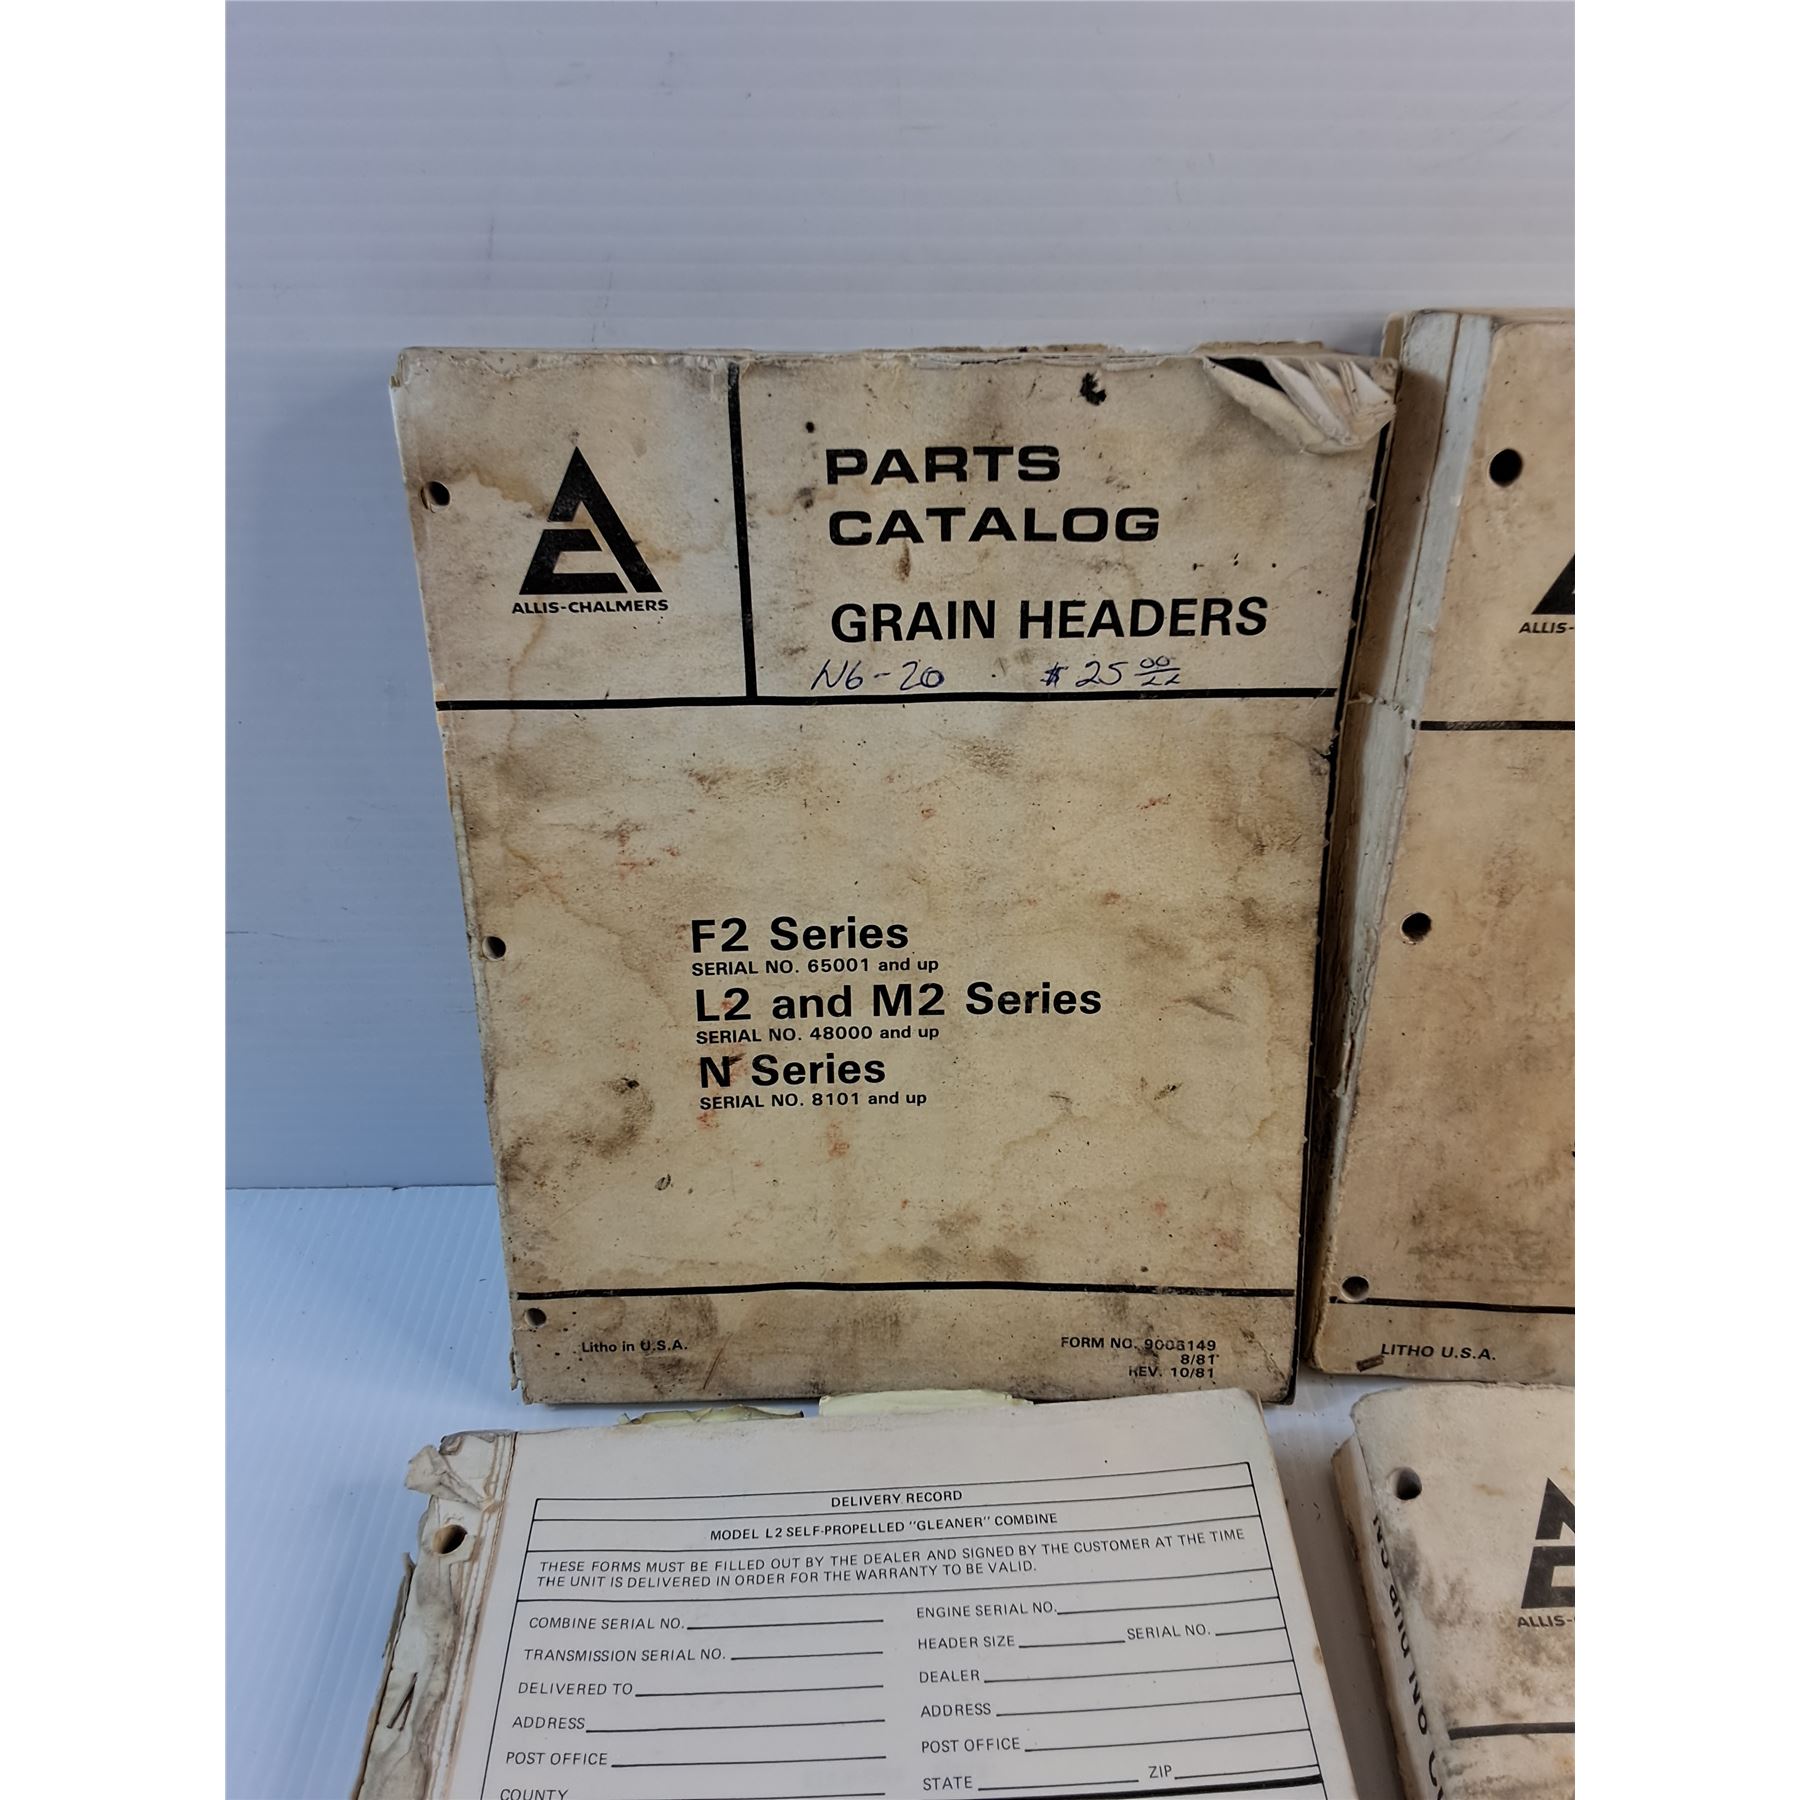 ALLIS-CHALMERS
PARTS
CATALOG
GRAIN HEADERS
N6-20 $25 00
F2 Series
SERIAL NO. 65001 and up
L2 and M2 Series
SERIAL NO. 48000 and up
N Series
SERIAL NO. 8101 and up
Litho in U.S.A.
FORM NO. 9006149
8/81
REV. 10/81
ALLIS-
LITHO U.S.A.
DELIVERY RECORD
MODEL L2 SELF-PROPELLED "GLEANER" COMBINE
THESE FORMS MUST BE FILLED OUT BY THE DEALER AND SIGNED BY THE CUSTOMER AT THE TIME
THE UNIT IS DELIVERED IN ORDER FOR THE WARRANTY TO BE VALID.
COMBINE SERIAL NO. ENGINE SERIAL NO.
TRANSMISSION SERIAL NO. HEADER SIZE SERIAL NO.
DELIVERED TO DEALER
ADDRESS ADDRESS
POST OFFICE POST OFFICE
COUNTY STATE ZIP
ALLIS-